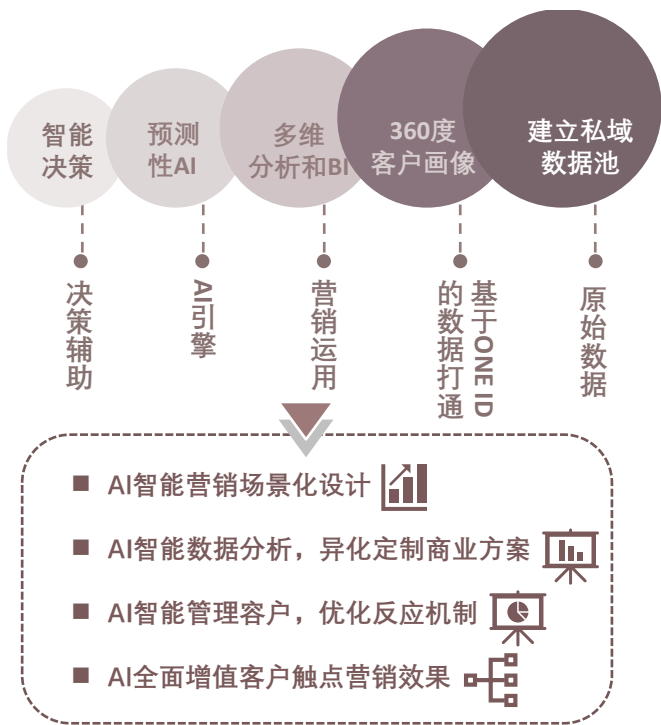 智能
决策
预测
性AI
多维
分析和BI
360度
客户画像
建立私域
数据池
决策辅助
AI引擎
营销运用
基于ONE ID
的数据打通
原始数据
AI智能营销场景化设计
AI智能数据分析，异化定制商业方案
AI智能管理容户，优化反应机制
AI全面增值客户触点营销效果